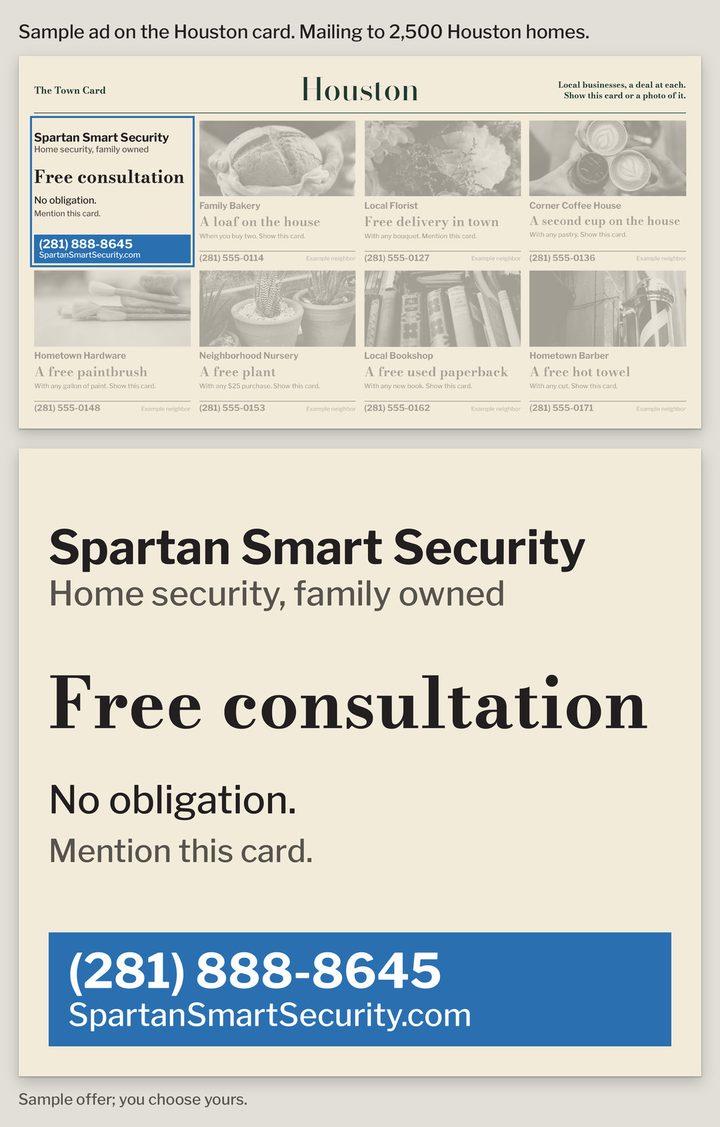 Sample ad on the Houston card. Mailing to 2,500 Houston homes.
The Town Card
Houston
Local businesses, a deal at each.
Show this card or a photo of it.
Spartan Smart Security
Home security, family owned
Free consultation
No obligation.
Mention this card.
(281) 888-8645
SpartanSmartSecurity.com
Family Bakery
A loaf on the house
When you buy two. Show this card.
(281) 555-0114
Example neighbor
Local Florist
Free delivery in town
With any bouquet. Mention this card.
(281) 555-0127
Example neighbor
Corner Coffee House
A second cup on the house
With any pastry. Show this card.
(281) 555-0136
Example neighbor
Hometown Hardware
A free paintbrush
With any gallon of paint. Show this card.
(281) 555-0148
Example neighbor
Neighborhood Nursery
A free plant
With any $25 purchase. Show this card.
(281) 555-0153
Example neighbor
Local Bookshop
A free used paperback
With any new book. Show this card.
(281) 555-0162
Example neighbor
Hometown Barber
A free hot towel
With any cut. Show this card.
(281) 555-0171
Example neighbor
Spartan Smart Security
Home security, family owned
Free consultation
No obligation.
Mention this card.
(281) 888-8645
SpartanSmartSecurity.com
Sample offer; you choose yours.